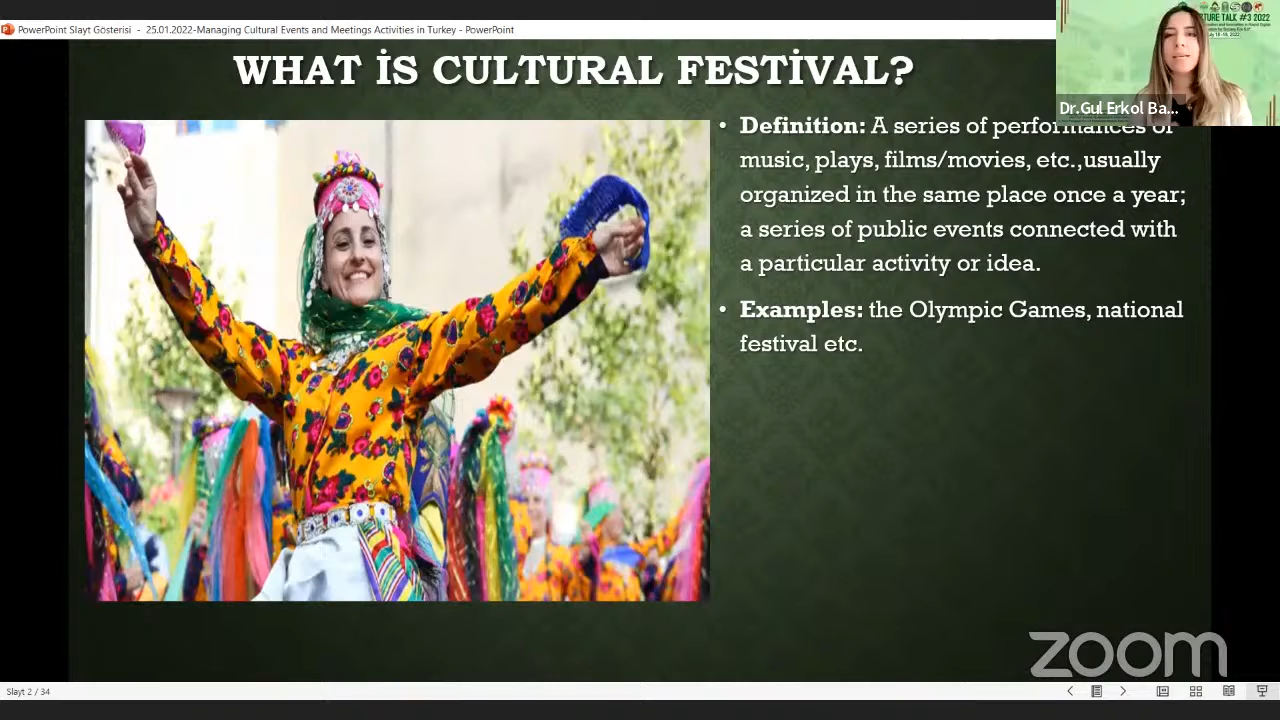 PowerPoint Slayt Gösterisi - 25.01.2022-Managing Cultural Events and Meetings Activities in Turkey - PowerPoint
TURE TALK #3 2022
Dr.Gul Erkol Ba...
WHAT İS CULTURAL FESTİVAL?
• Definition: A series of performances of
music, plays, films/movies, etc.,usually
organized in the same place once a year;
a series of public events connected with
a particular activity or idea.
• Examples: the Olympic Games, national
festival etc.
zoom
Slayt 2 / 34